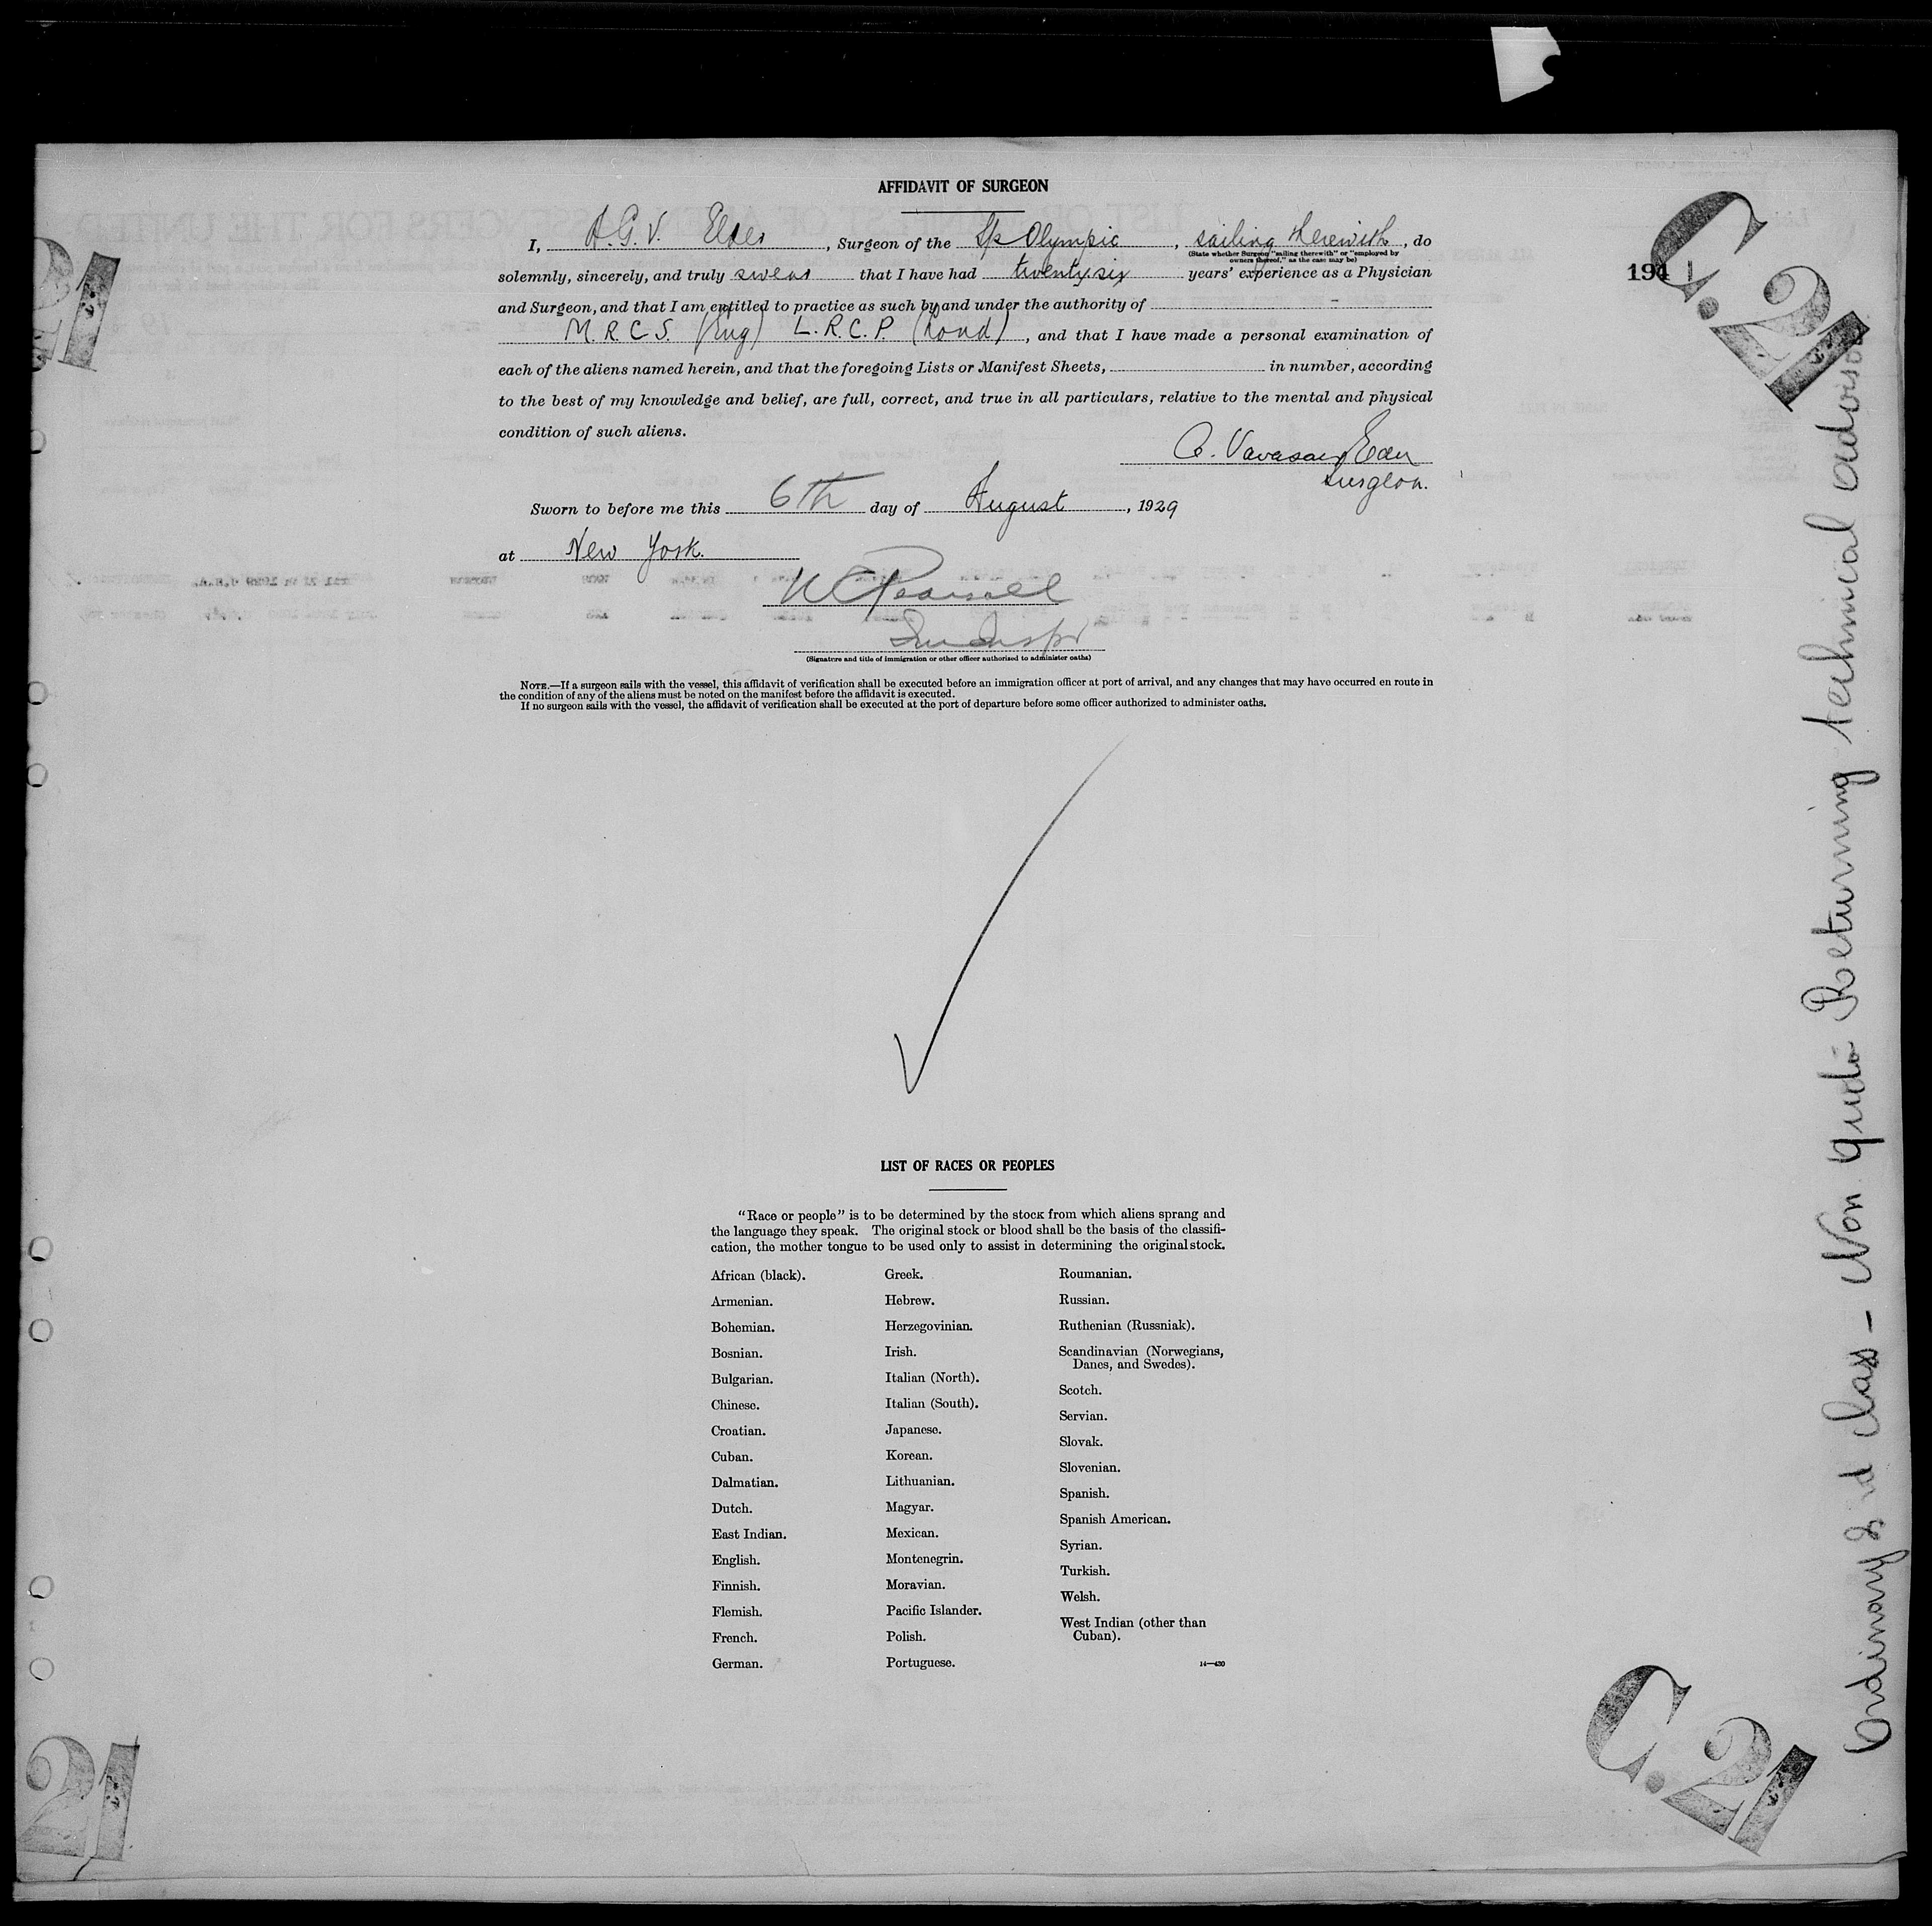 AFFIDAVIT OF SURGEON
I, A.G.V. Elder, Surgeon of the Sp Olympic, sailing therewith, do
(State whether Surgeon "sailing therewith" or "employed by
owners thereof," as the case may be)
solemnly, sincerely, and truly swear that I have had twenty six years' experience as a Physician
and Surgeon, and that I am entitled to practice as such by and under the authority of
M.R.C.S. (Eng) L.R.C.P. (Lond), and that I have made a personal examination of
each of the aliens named herein, and that the foregoing Lists or Manifest Sheets, in number, according
to the best of my knowledge and belief, are full, correct, and true in all particulars, relative to the mental and physical
condition of such aliens.
Surgeon.
Sworn to before me this 6th day of August, 1929
at New York.
W C Pearsall
(Signature and title of immigration or other officer authorized to administer oaths)
NOTE.—If a surgeon sails with the vessel, this affidavit of verification shall be executed before an immigration officer at port of arrival, and any changes that may have occurred en route in
the condition of any of the aliens must be noted on the manifest before the affidavit is executed.
If no surgeon sails with the vessel, the affidavit of verification shall be executed at the port of departure before some officer authorized to administer oaths.
LIST OF RACES OR PEOPLES
"Race or people" is to be determined by the stock from which aliens sprang and
the language they speak. The original stock or blood shall be the basis of the classifi-
cation, the mother tongue to be used only to assist in determining the original stock.
African (black).
Armenian.
Bohemian.
Bosnian.
Bulgarian.
Chinese.
Croatian.
Cuban.
Dalmatian.
Dutch.
East Indian.
English.
Finnish.
Flemish.
French.
German.
Greek.
Hebrew.
Herzegovinian.
Irish.
Italian (North).
Italian (South).
Japanese.
Korean.
Lithuanian.
Magyar.
Mexican.
Montenegrin.
Moravian.
Pacific Islander.
Polish.
Portuguese.
Roumanian.
Russian.
Ruthenian (Russniak).
Scandinavian (Norwegians,
Danes, and Swedes).
Scotch.
Servian.
Slovak.
Slovenian.
Spanish.
Spanish American.
Syrian.
Turkish.
Welsh.
West Indian (other than
Cuban).
14—430
194
C.21
C.21
21
21
Ordinary 3rd class - Non quota Returning technical advisor